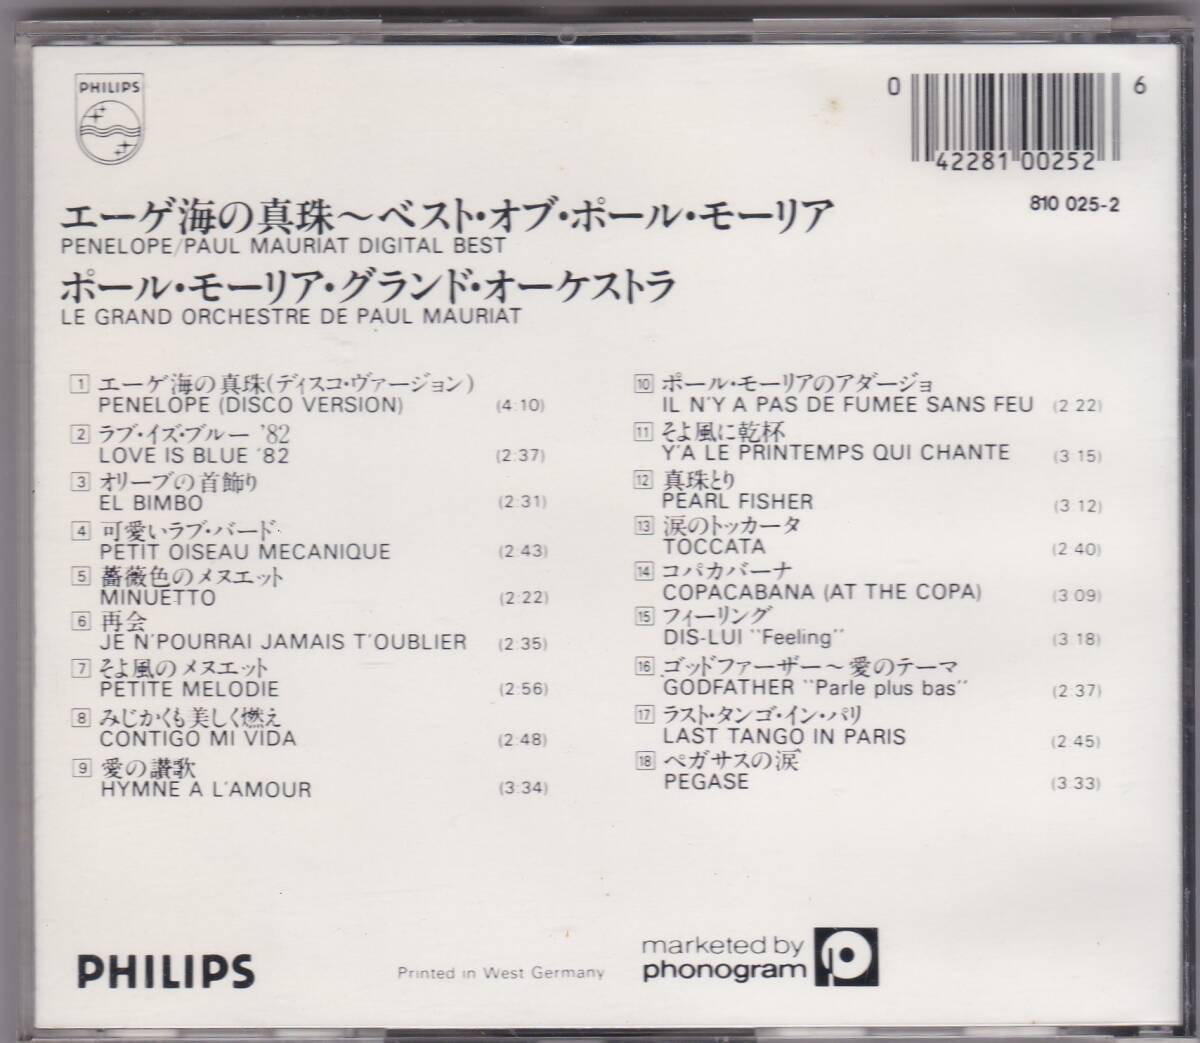 PHILIPS
0 42281 00252 6
810 025-2
エーゲ海の真珠〜ベスト・オブ・ポール・モーリア
PENELOPE/PAUL MAURIAT DIGITAL BEST
ポール・モーリア・グランド・オーケストラ
LE GRAND ORCHESTRE DE PAUL MAURIAT
1 エーゲ海の真珠(ディスコ・ヴァージョン)
PENELOPE (DISCO VERSION) (4:10)
2 ラブ・イズ・ブルー '82
LOVE IS BLUE '82 (2:37)
3 オリーブの首飾り
EL BIMBO (2:31)
4 可愛いラブ・バード
PETIT OISEAU MECANIQUE (2:43)
5 薔薇色のメヌエット
MINUETTO (2:22)
6 再会
JE N'POURRAI JAMAIS T'OUBLIER (2:35)
7 そよ風のメヌエット
PETITE MELODIE (2:56)
8 みじかくも美しく燃え
CONTIGO MI VIDA (2:48)
9 愛の讃歌
HYMNE A L'AMOUR (3:34)
10 ポール・モーリアのアダージョ
IL N'Y A PAS DE FUMEE SANS FEU (2:22)
11 そよ風に乾杯
Y'A LE PRINTEMPS QUI CHANTE (3:15)
12 真珠とり
PEARL FISHER (3:12)
13 涙のトッカータ
TOCCATA (2:40)
14 コパカバーナ
COPACABANA (AT THE COPA) (3:09)
15 フィーリング
DIS-LUI "Feeling" (3:18)
16 ゴッドファーザー〜愛のテーマ
GODFATHER "Parle plus bas" (2:37)
17 ラスト・タンゴ・イン・パリ
LAST TANGO IN PARIS (2:45)
18 ペガサスの涙
PEGASE (3:33)
PHILIPS
Printed in West Germany
marketed by
phonogram